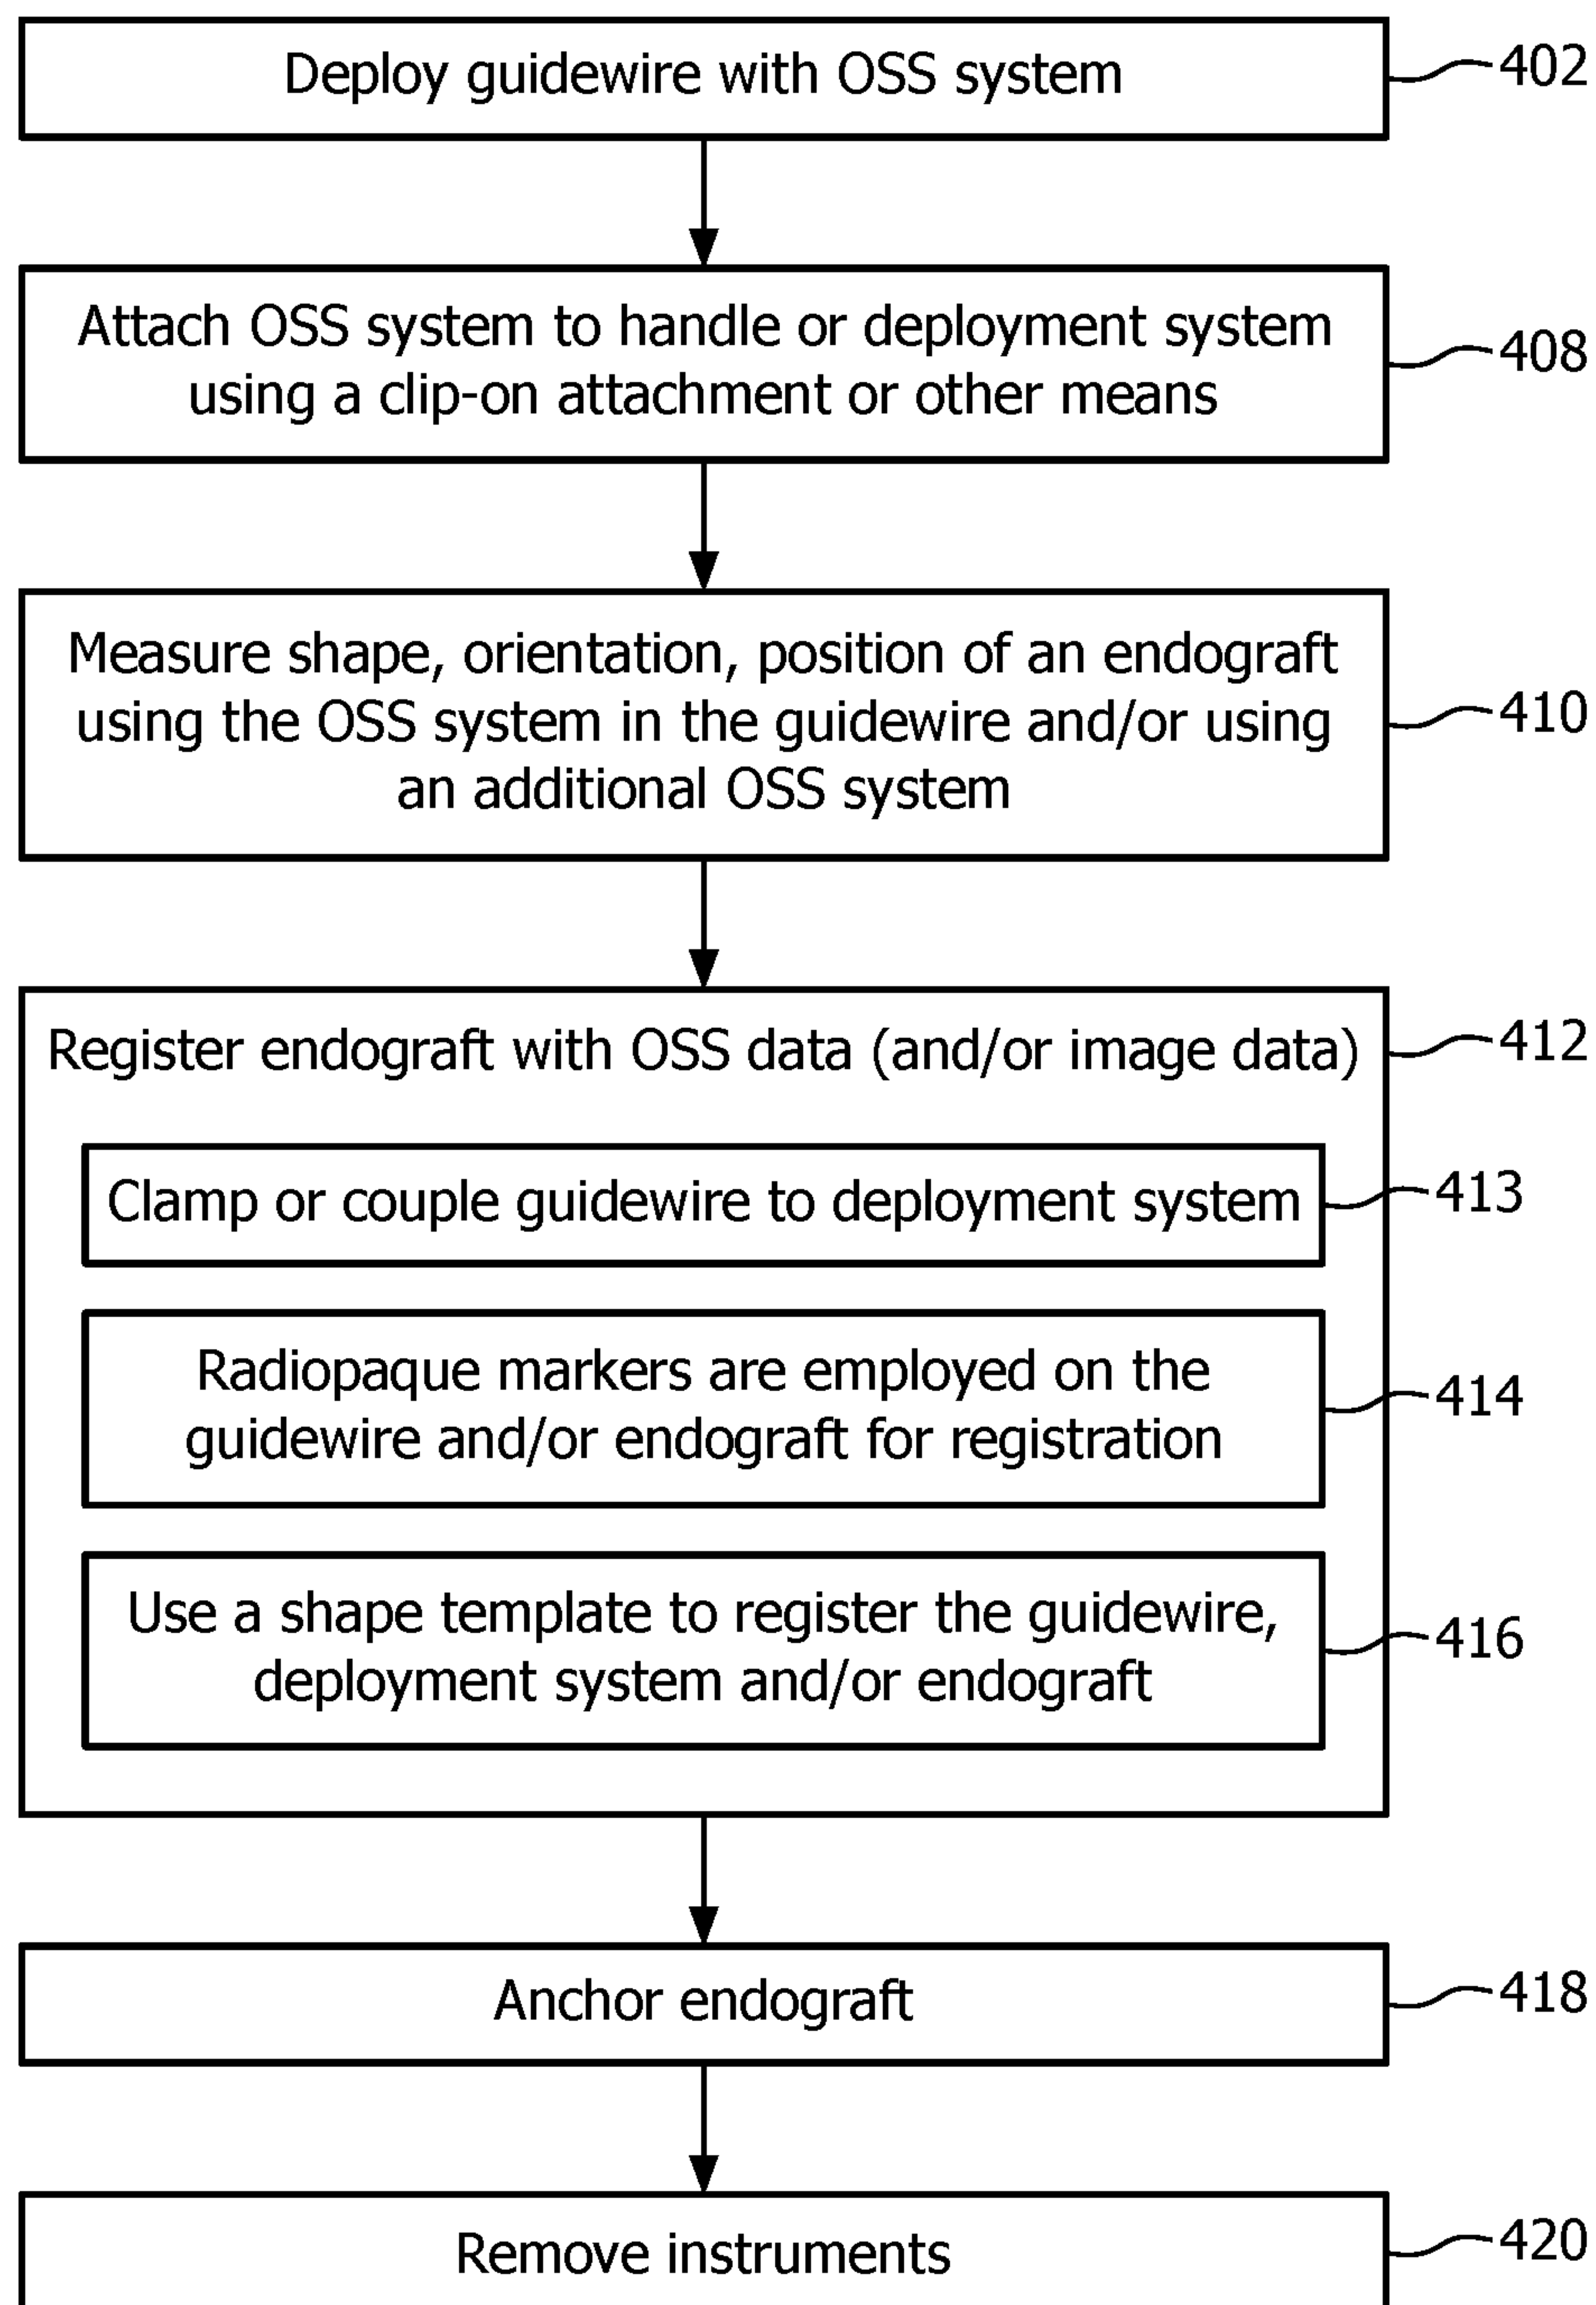 Deploy guidewire with OSS system
402
Attach OSS system to handle or deployment system
using a clip-on attachment or other means
408
Measure shape, orientation, position of an endograft
using the OSS system in the guidewire and/or using
an additional OSS system
410
Register endograft with OSS data (and/or image data)
412
Clamp or couple guidewire to deployment system
413
Radiopaque markers are employed on the
guidewire and/or endograft for registration
414
Use a shape template to register the guidewire,
deployment system and/or endograft
416
Anchor endograft
418
Remove instruments
420